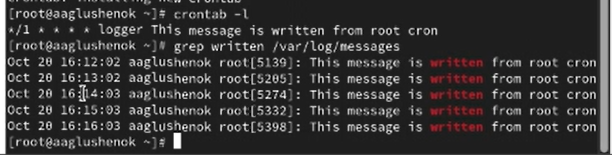 [root@aaglushenok ~]# crontab -l
*/1 * * * * logger This message is written from root cron
[root@aaglushenok ~]# grep written /var/log/messages
Oct 20 16:12:02 aaglushenok root[5139]: This message is written from root cron
Oct 20 16:13:02 aaglushenok root[5205]: This message is written from root cron
Oct 20 16:14:03 aaglushenok root[5274]: This message is written from root cron
Oct 20 16:15:03 aaglushenok root[5332]: This message is written from root cron
Oct 20 16:16:03 aaglushenok root[5398]: This message is written from root cron
[root@aaglushenok ~]#